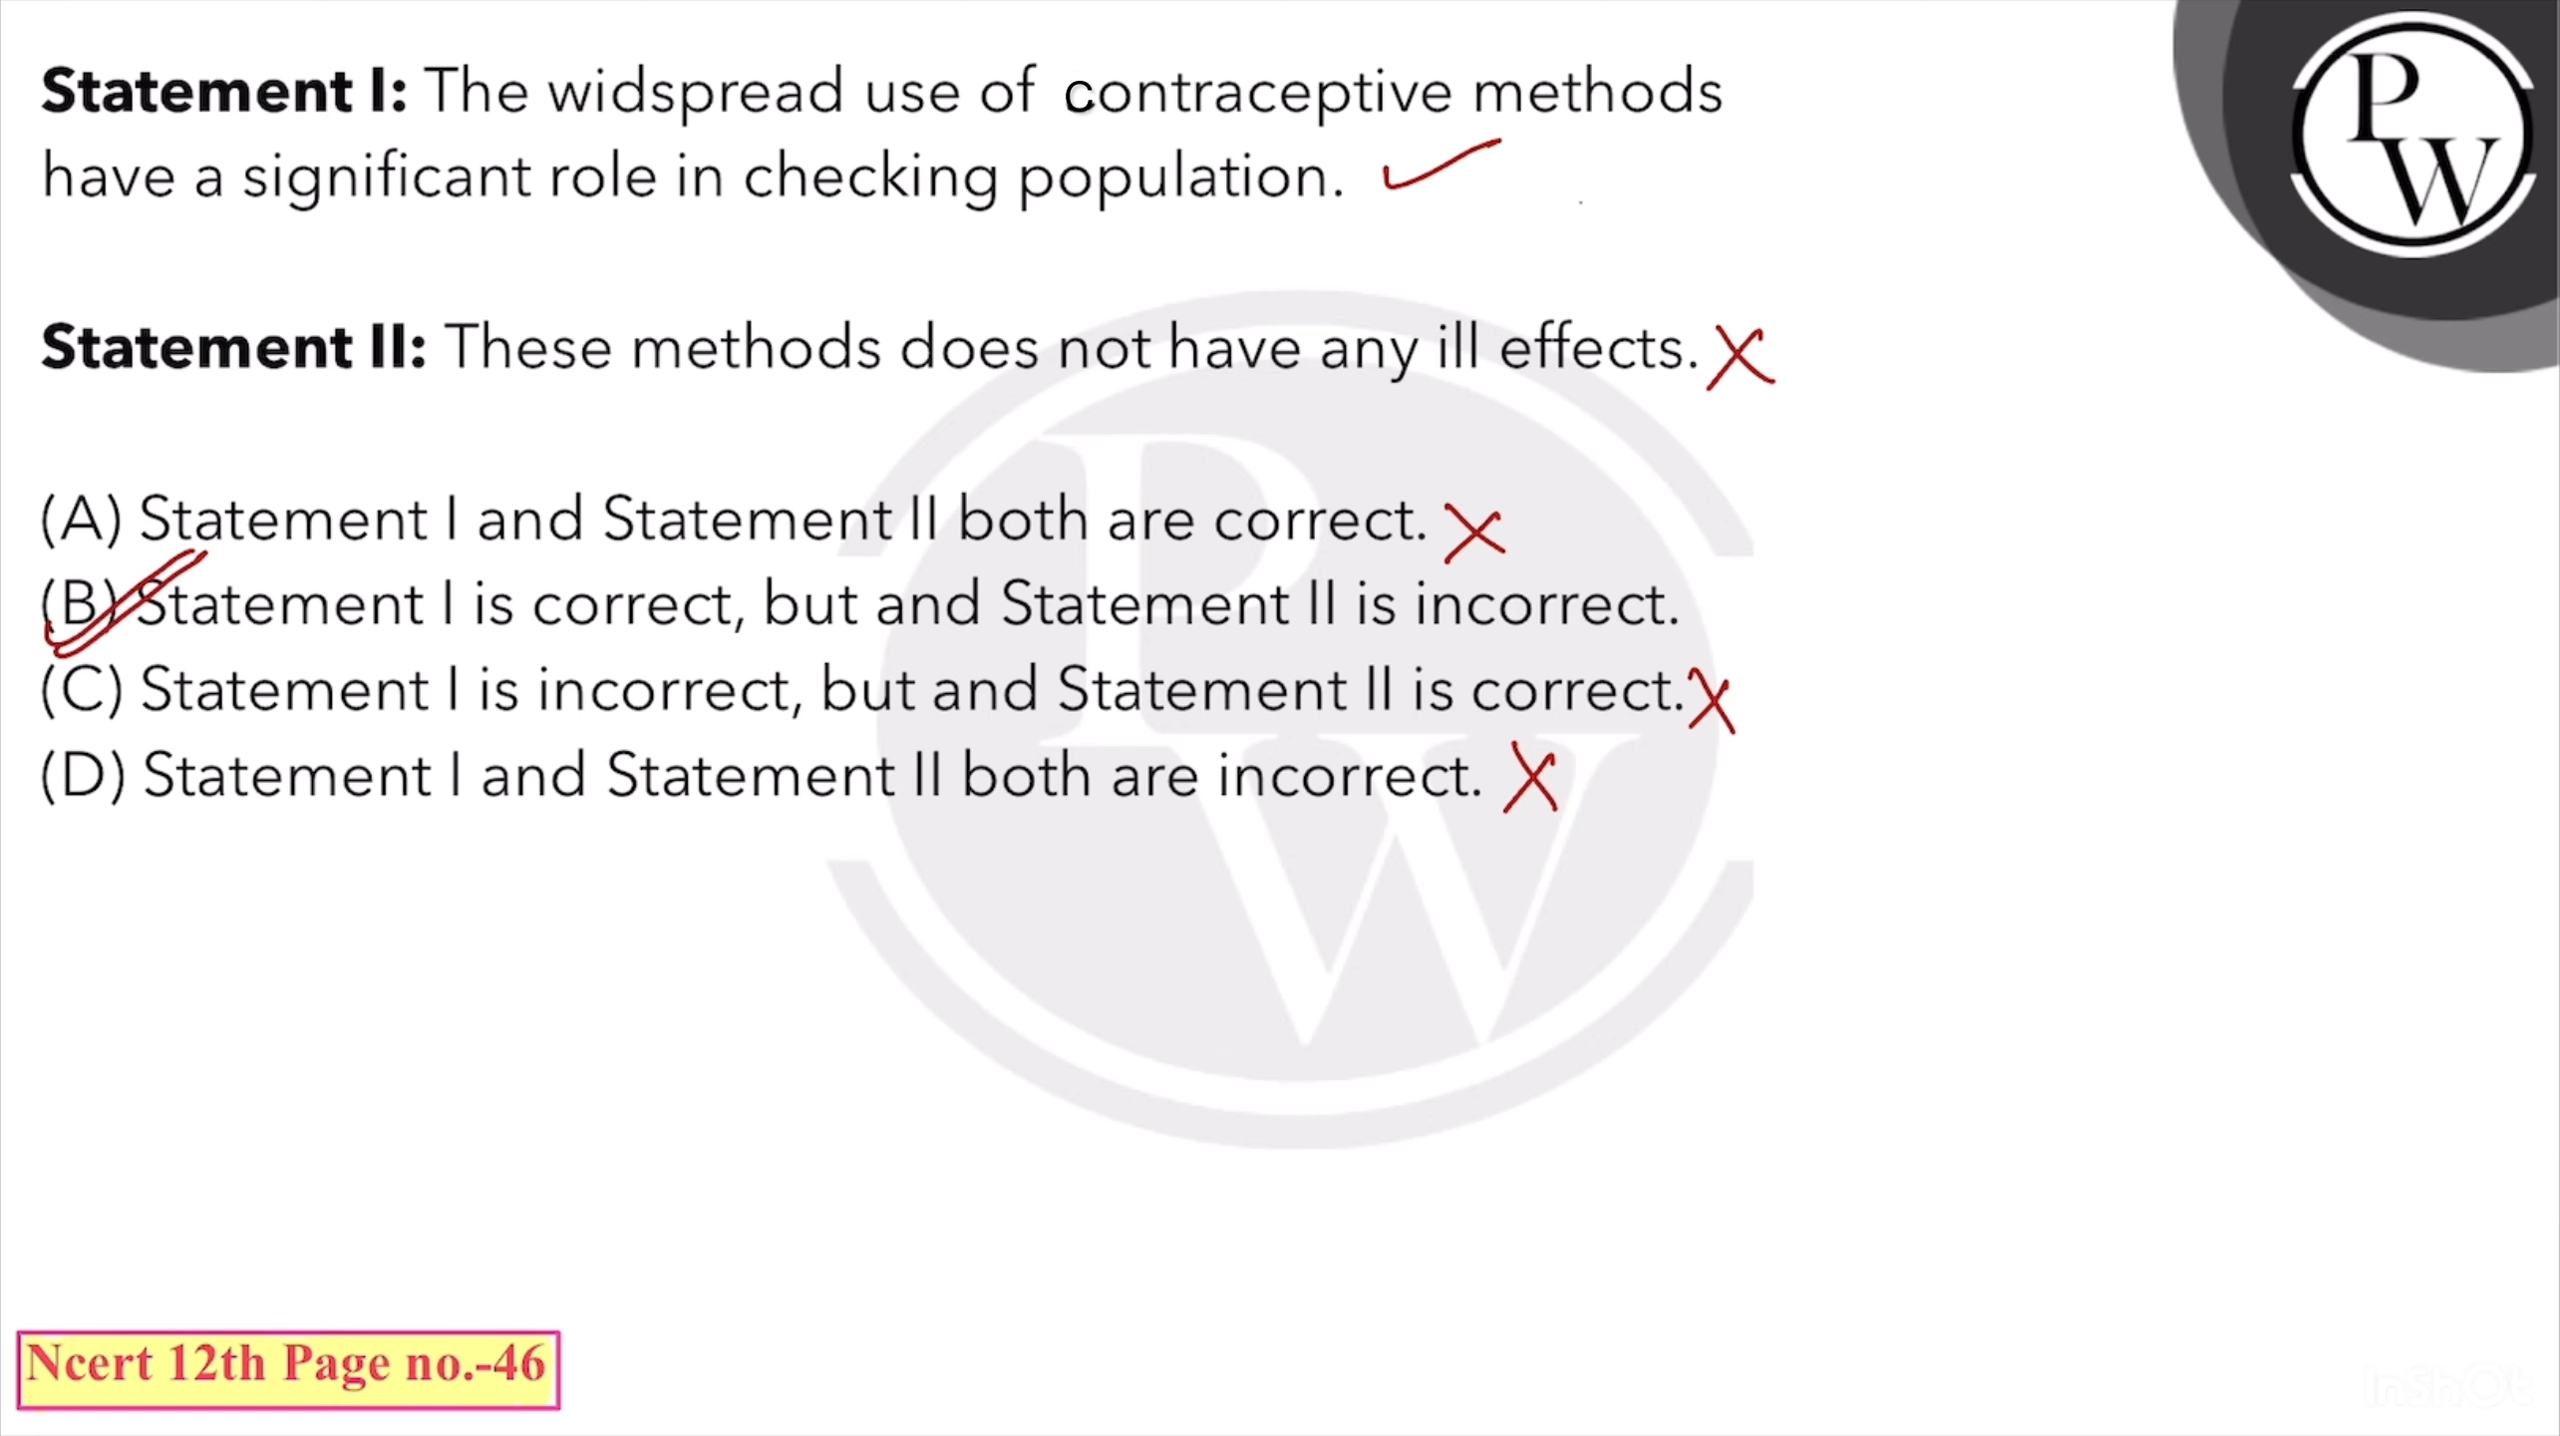 Statement I: The widspread use of contraceptive methods
have a significant role in checking population.
Statement II: These methods does not have any ill effects.
(A) Statement I and Statement II both are correct.
(B) Statement I is correct, but and Statement II is incorrect.
(C) Statement I is incorrect, but and Statement II is correct.
(D) Statement I and Statement II both are incorrect.
Ncert 12th Page no.-46
PW
PW
InShOt